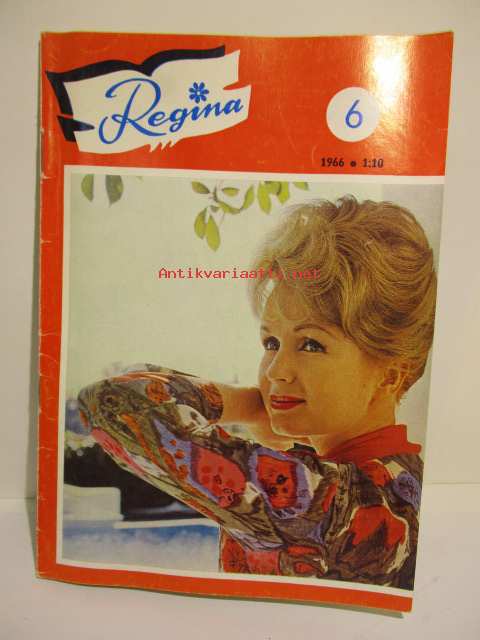 Regina
6
1966 • 1:10
Antikvariaatti.net